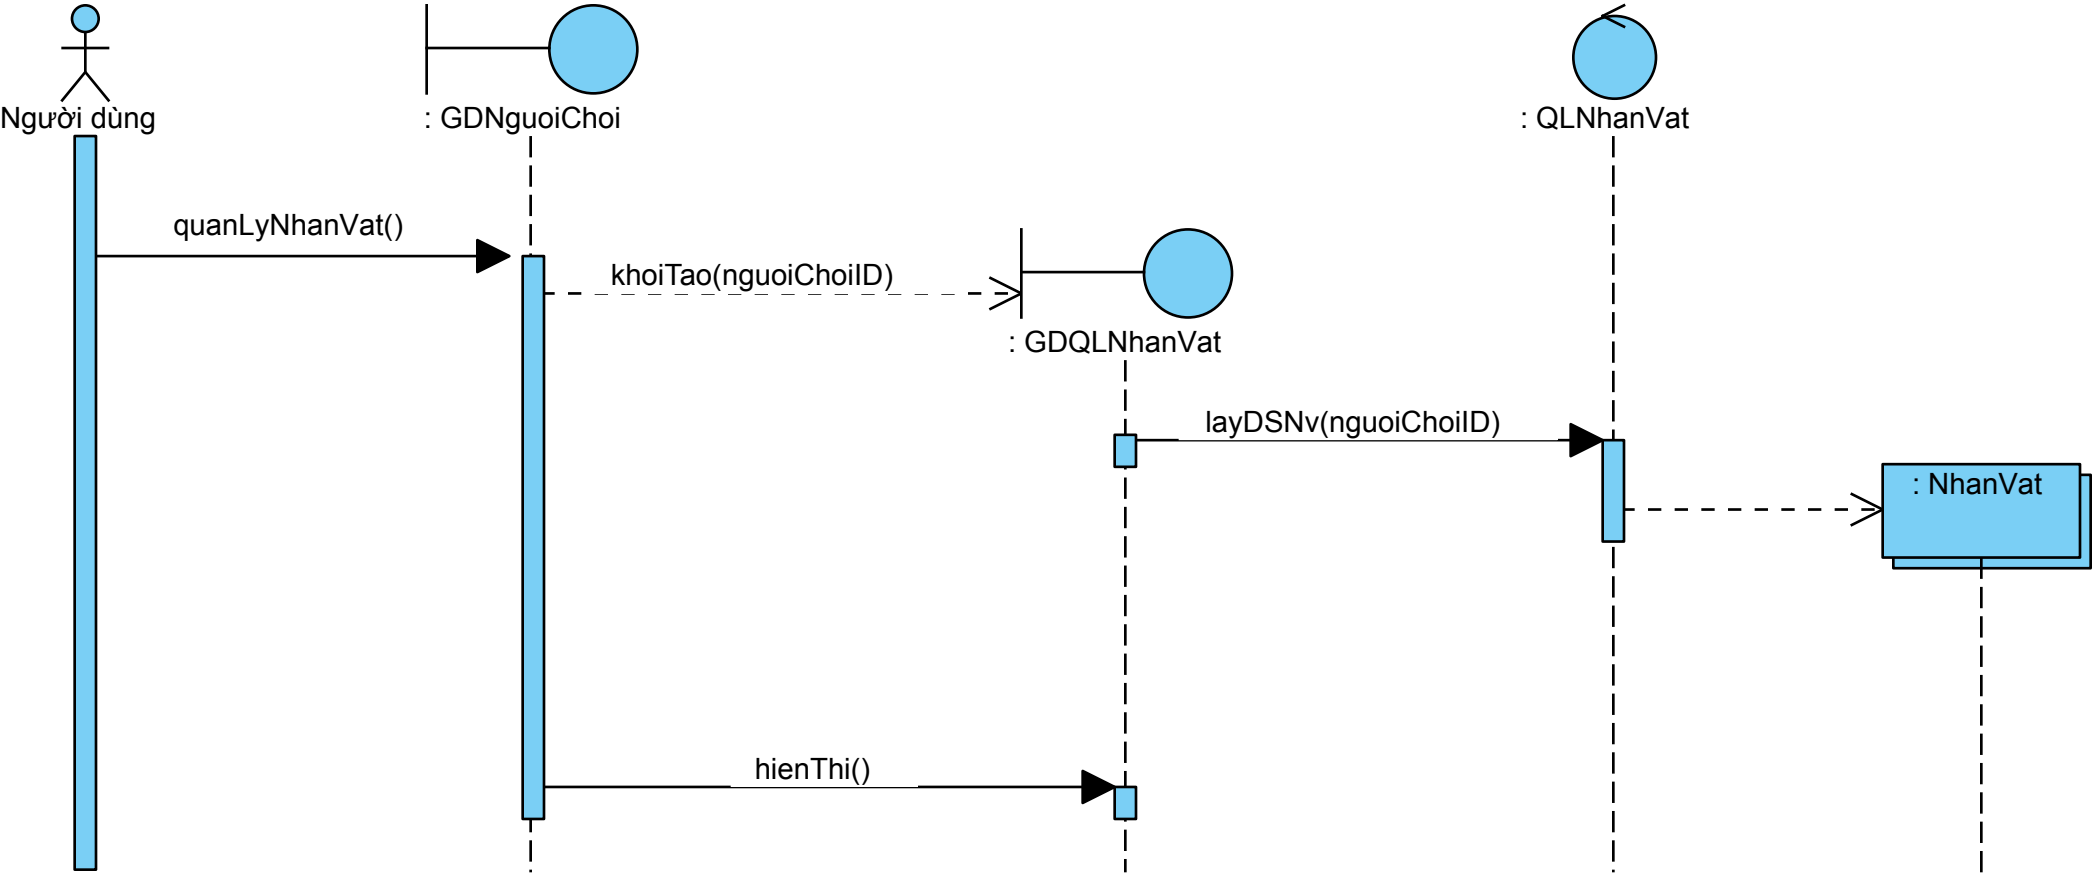 Người dùng
: GDNguoiChoi
: QLNhanVat
quanLyNhanVat()
khoiTao(nguoiChoiID)
: GDQLNhanVat
layDSNv(nguoiChoiID)
: NhanVat
hienThi()